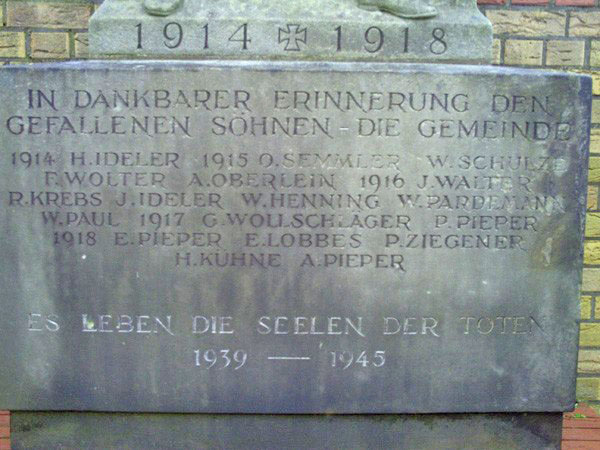 1914 ✠ 1918
IN DANKBARER ERINNERUNG DEN
GEFALLENEN SÖHNEN - DIE GEMEINDE
1914 H. IDELER 1915 O. SEMMLER W. SCHULZE
F. WOLTER A. OBERLEIN 1916 J. WALTER
R. KREBS J. IDELER W. HENNING W. PARDEMANN
W. PAUL 1917 G. WOLLSCHLÄGER P. PIEPER
1918 E. PIEPER E. LOBBES P. ZIEGENER
H. KÜHNE A. PIEPER
ES LEBEN DIE SEELEN DER TOTEN
1939 — 1945